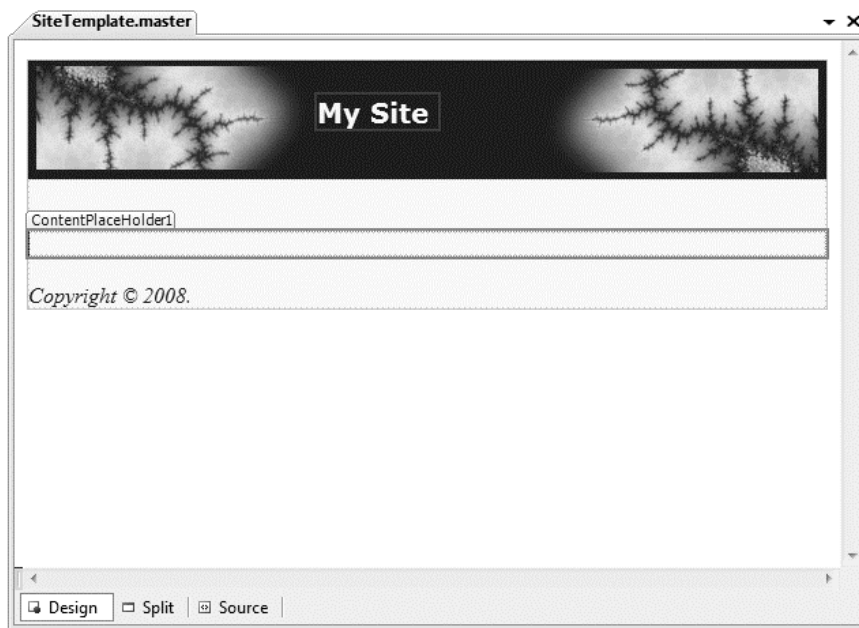 SiteTemplate.master
My Site
ContentPlaceHolder1
Copyright © 2008.
Design Split Source